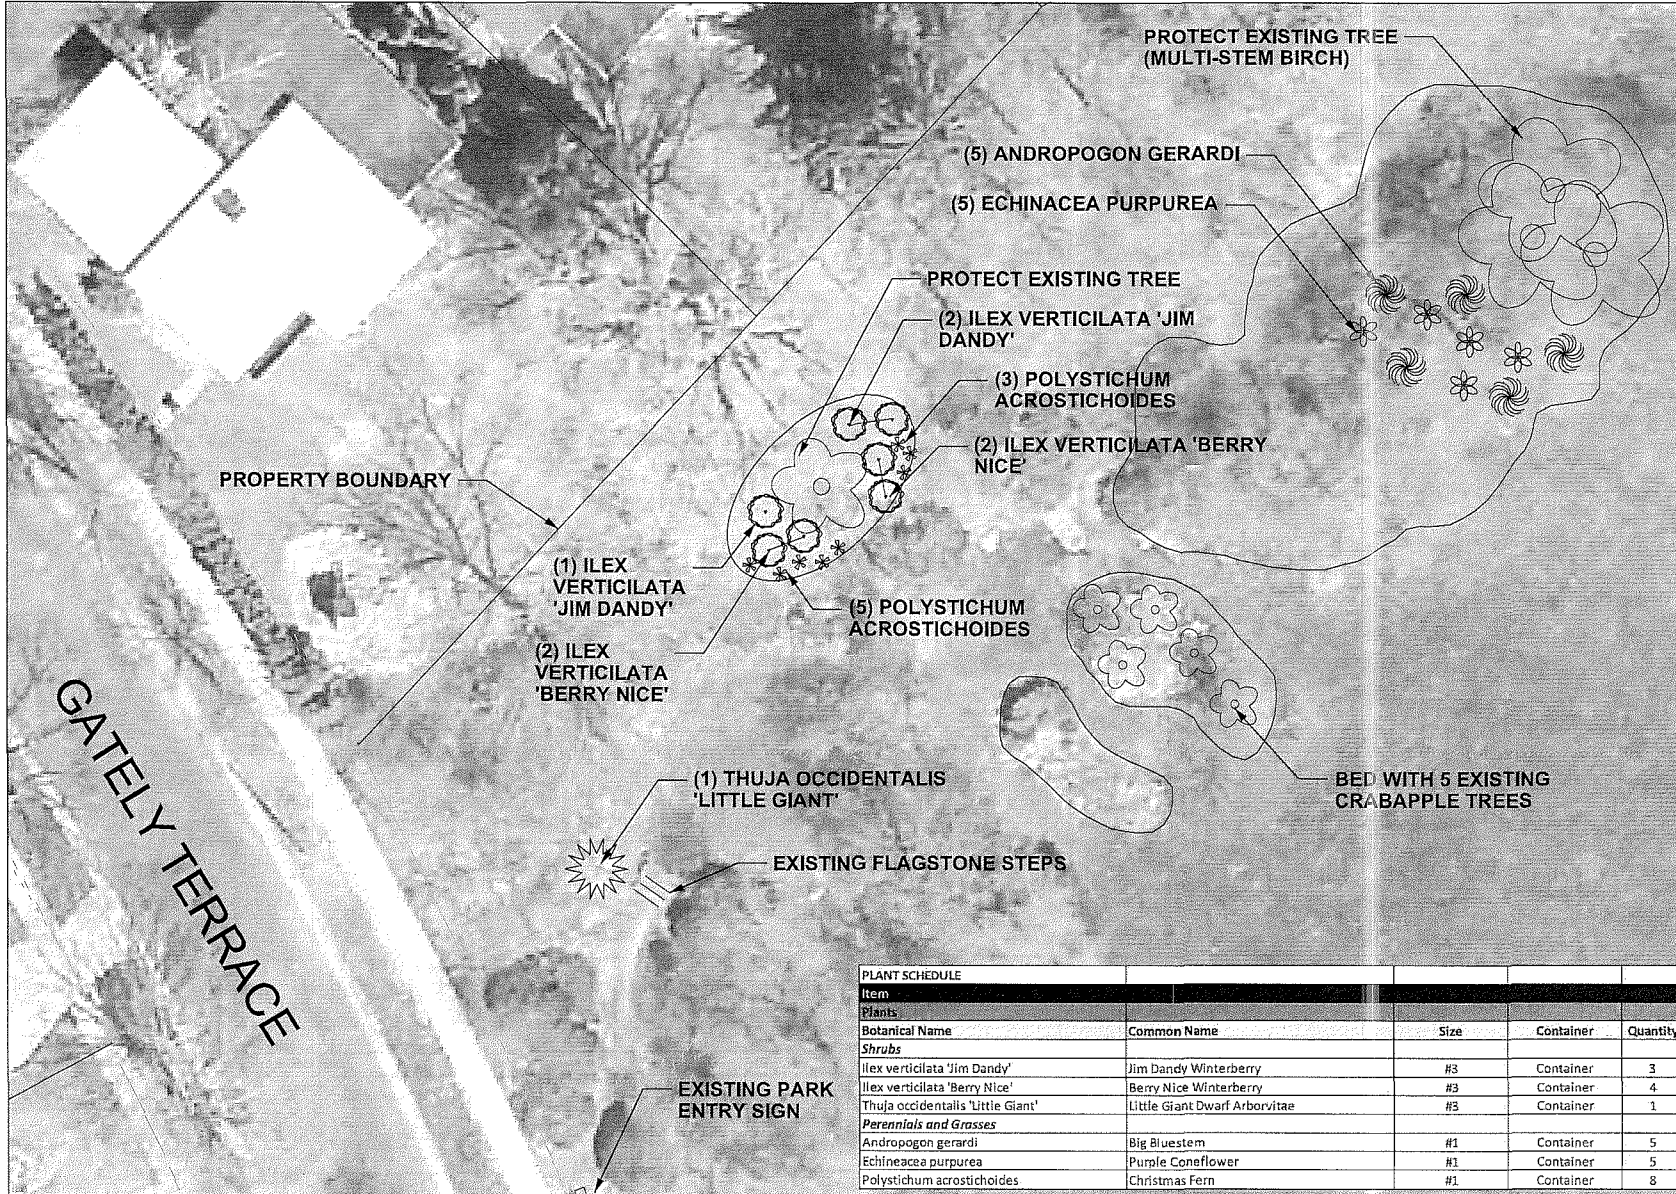 PROTECT EXISTING TREE
(MULTI-STEM BIRCH)
(5) ANDROPOGON GERARDI
(5) ECHINACEA PURPUREA
PROTECT EXISTING TREE
(2) ILEX VERTICILATA 'JIM
DANDY'
(3) POLYSTICHUM
ACROSTICHOIDES
(2) ILEX VERTICILATA 'BERRY
NICE'
PROPERTY BOUNDARY
(1) ILEX
VERTICILATA
'JIM DANDY'
(5) POLYSTICHUM
ACROSTICHOIDES
(2) ILEX
VERTICILATA
'BERRY NICE'
GATELY TERRACE
(1) THUJA OCCIDENTALIS
'LITTLE GIANT'
BED WITH 5 EXISTING
CRABAPPLE TREES
EXISTING FLAGSTONE STEPS
EXISTING PARK
ENTRY SIGN
PLANT SCHEDULE
Item
Plants
Botanical Name Common Name Size Container Quantity
Shrubs
Ilex verticilata 'Jim Dandy' Jim Dandy Winterberry #3 Container 3
Ilex verticilata 'Berry Nice' Berry Nice Winterberry #3 Container 4
Thuja occidentalis 'Little Giant' Little Giant Dwarf Arborvitae #3 Container 1
Perennials and Grasses
Andropogon gerardi Big Bluestem #1 Container 5
Echineacea purpurea Purple Coneflower #1 Container 5
Polystichum acrostichoides Christmas Fern #1 Container 8